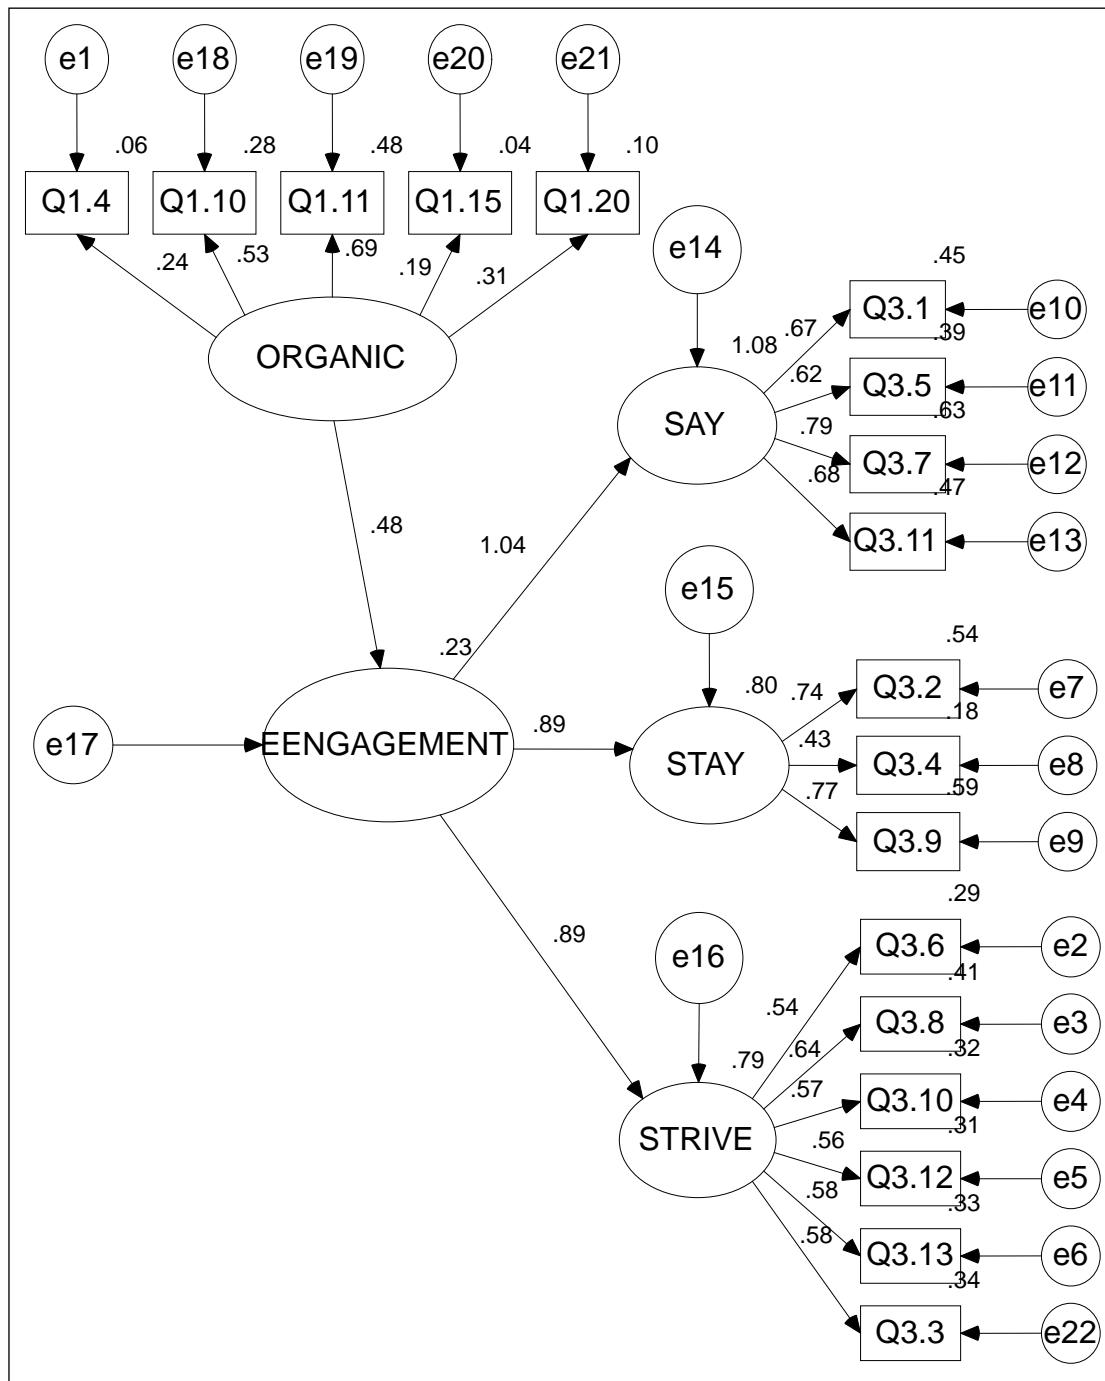 e1 e18 e19 e20 e21
.06 .28 .48 .04 .10
Q1.4 Q1.10 Q1.11 Q1.15 Q1.20
.24 .53 .69 .19 .31
ORGANIC
e14
.45
Q3.1 e10
.67
1.08
.39
.62
Q3.5 e11
.63
SAY
.79
Q3.7 e12
.68
.47
Q3.11 e13
.48
1.04
e15
.23
.54
.80 .74
Q3.2 e7
.18
e17
EENGAGEMENT
.89
STAY
.43
Q3.4 e8
.59
.77
Q3.9 e9
.29
.89
e16
Q3.6 e2
.41
.54
Q3.8 e3
.32
.79 .64
.57
Q3.10 e4
.31
STRIVE
.56
Q3.12 e5
.33
.58
Q3.13 e6
.34
.58
Q3.3 e22